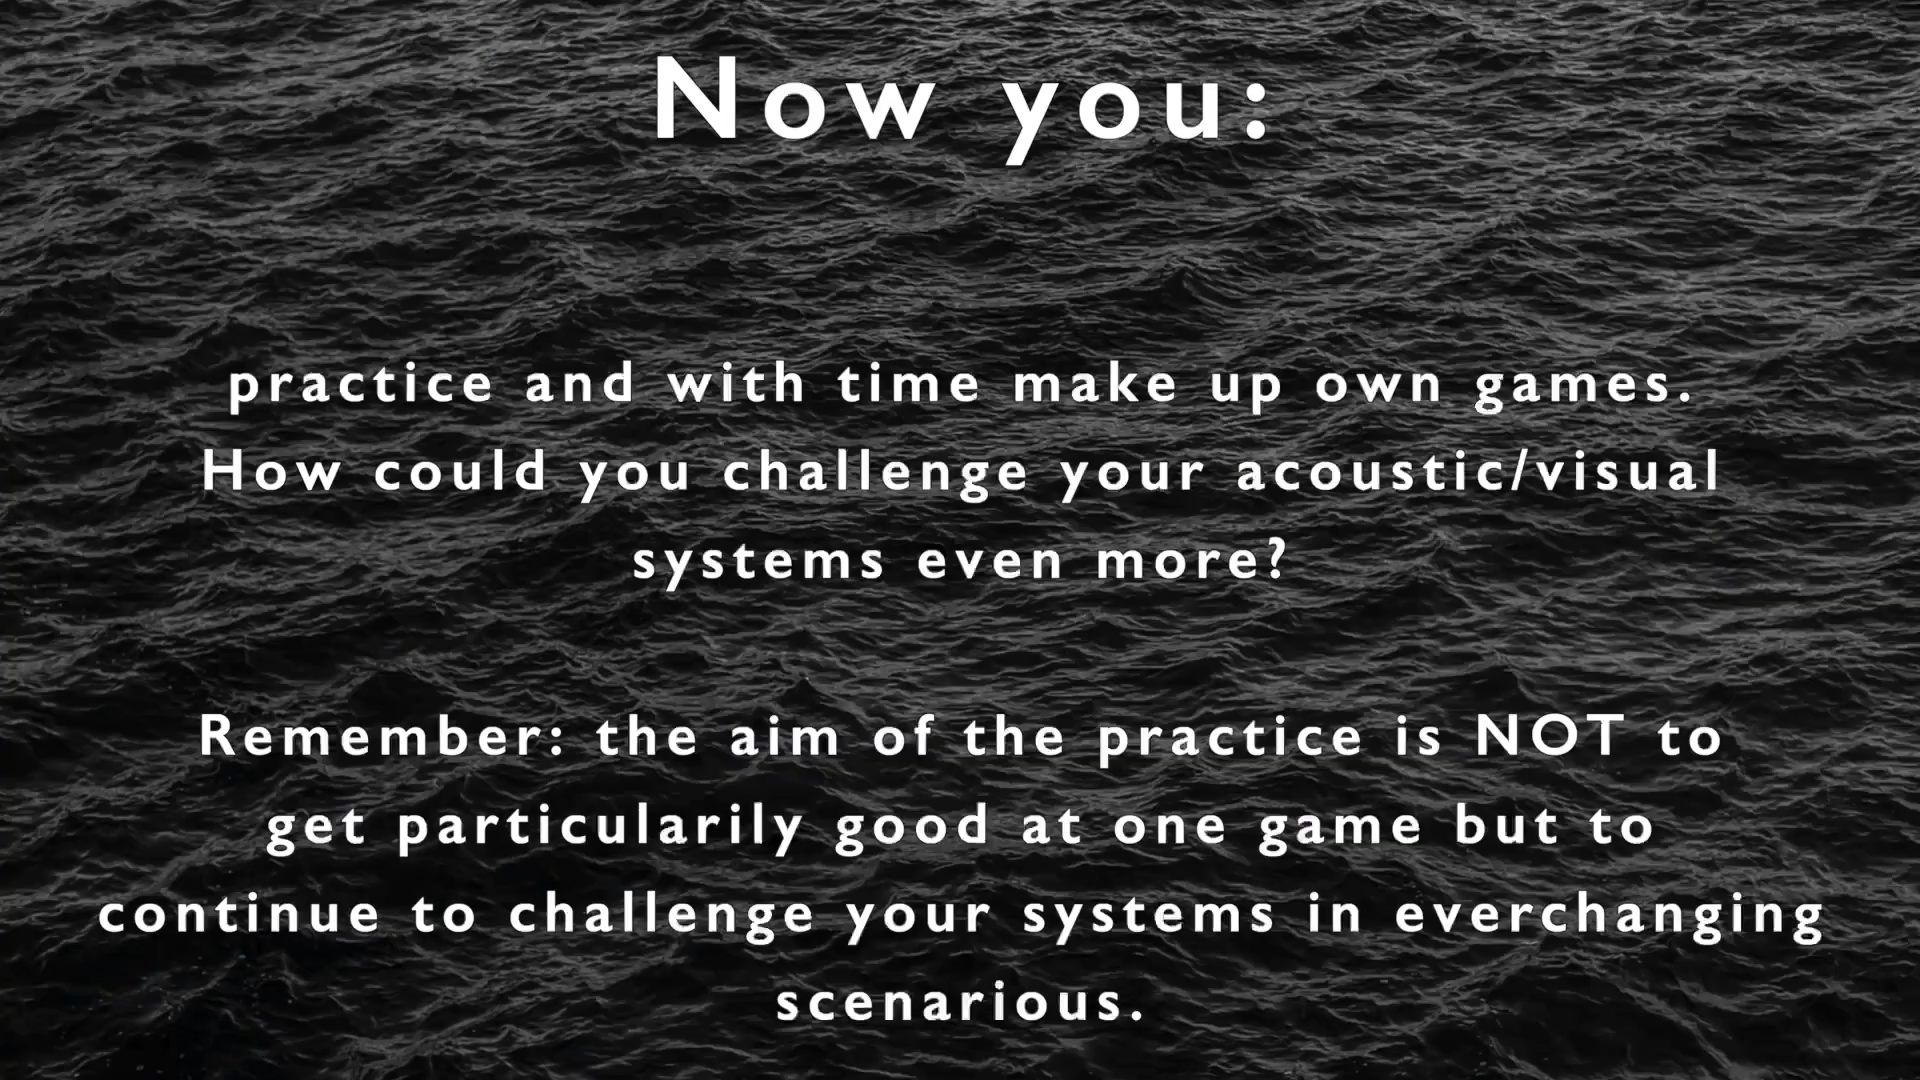 Now you:
practice and with time make up own games.
How could you challenge your acoustic/visual
systems even more?
Remember: the aim of the practice is NOT to
get particularily good at one game but to
continue to challenge your systems in everchanging
scenarious.